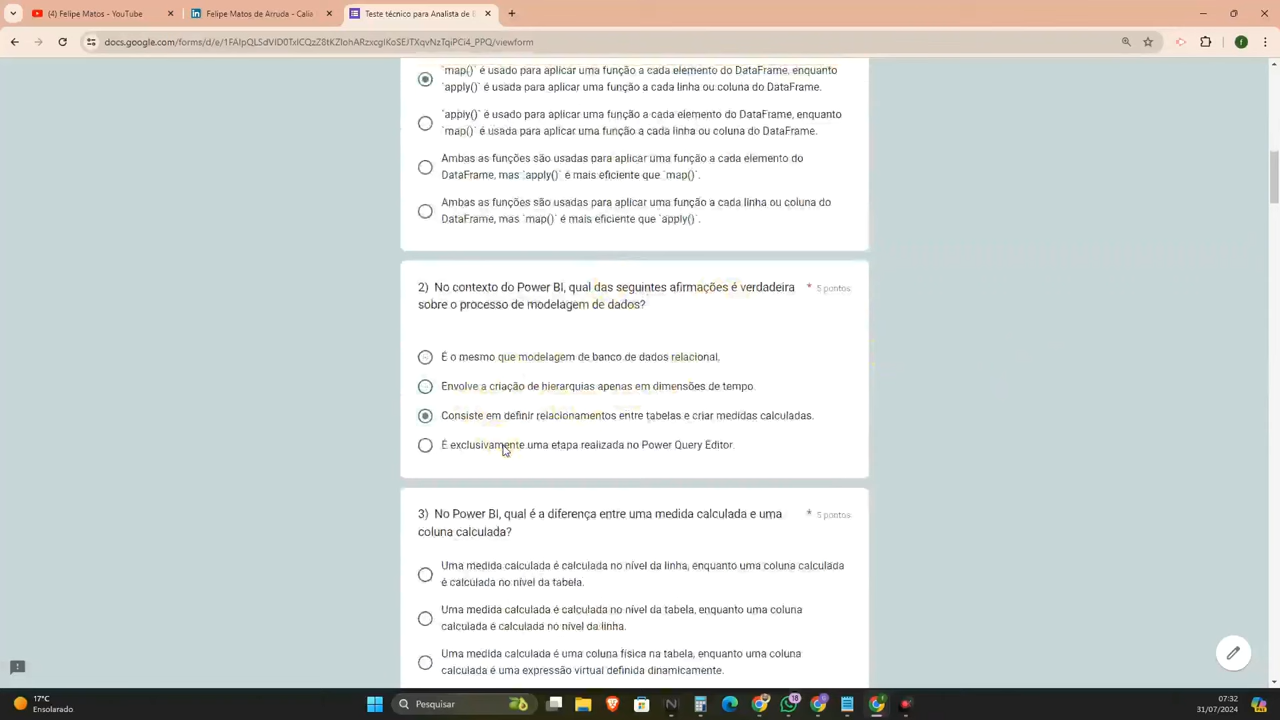 (4) Felipe Matos - YouTube
Felipe Matos de Arruda - Calió
Teste técnico para Analista de
docs.google.com/forms/d/e/1FAIpQLSdVID0TxICQzZ8tKZIohARzxcgIKoSEJTXqvNzTqiPCi4_PPQ/viewform
f
`map()` é usado para aplicar uma função a cada elemento do DataFrame, enquanto
`apply()` é usada para aplicar uma função a cada linha ou coluna do DataFrame.
`apply()` é usado para aplicar uma função a cada elemento do DataFrame, enquanto
`map()` é usada para aplicar uma função a cada linha ou coluna do DataFrame.
Ambas as funções são usadas para aplicar uma função a cada elemento do
DataFrame, mas `apply()` é mais eficiente que `map()`.
Ambas as funções são usadas para aplicar uma função a cada linha ou coluna do
DataFrame, mas `map()` é mais eficiente que `apply()`.
2) No contexto do Power BI, qual das seguintes afirmações é verdadeira * 5 pontos
sobre o processo de modelagem de dados?
É o mesmo que modelagem de banco de dados relacional.
Envolve a criação de hierarquias apenas em dimensões de tempo.
Consiste em definir relacionamentos entre tabelas e criar medidas calculadas.
É exclusivamente uma etapa realizada no Power Query Editor.
3) No Power BI, qual é a diferença entre uma medida calculada e uma * 5 pontos
coluna calculada?
Uma medida calculada é calculada no nível da linha, enquanto uma coluna calculada
é calculada no nível da tabela.
Uma medida calculada é calculada no nível da tabela, enquanto uma coluna
calculada é calculada no nível da linha.
Uma medida calculada é uma coluna física na tabela, enquanto uma coluna
calculada é uma expressão virtual definida dinamicamente.
17°C
Ensolarado
Pesquisar
18
07:32
31/07/2024